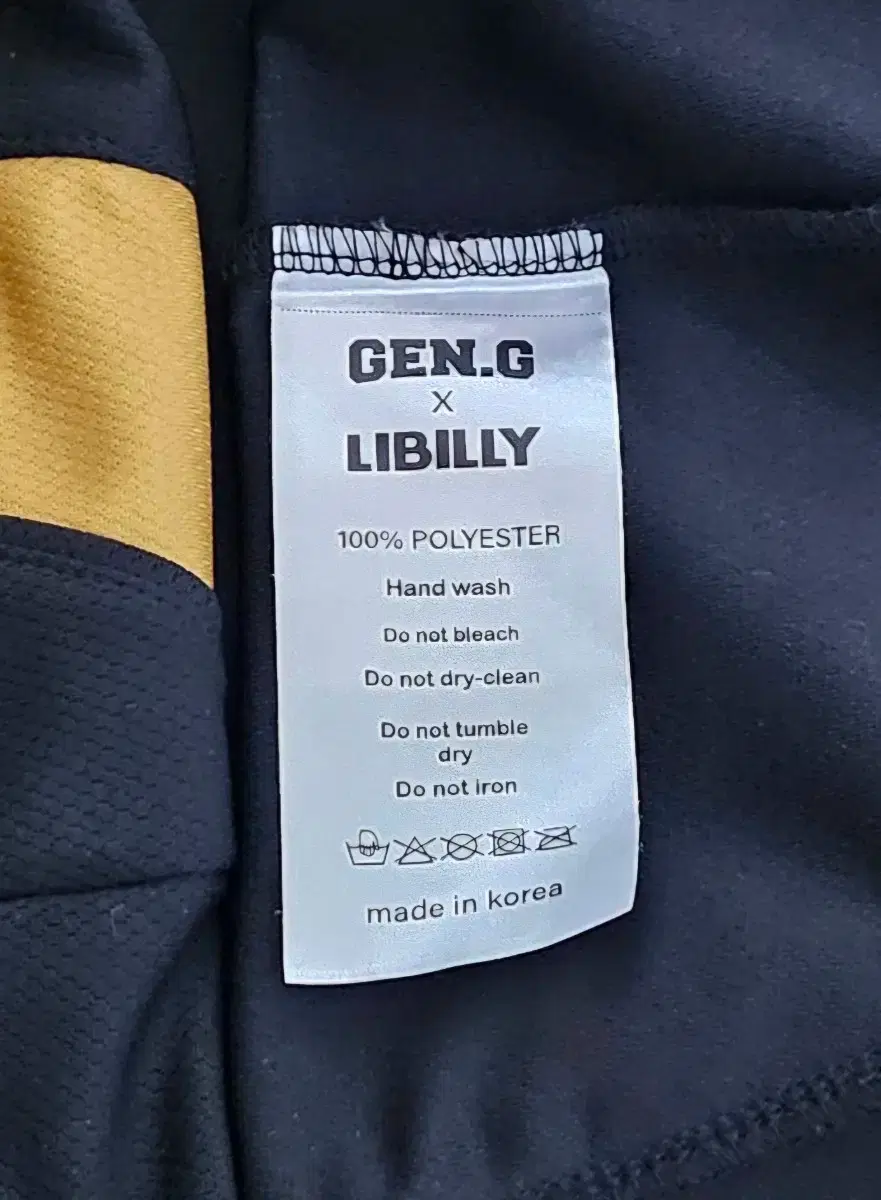 GEN.G
X
LIBILLY
100% POLYESTER
Hand wash
Do not bleach
Do not dry-clean
Do not tumble
dry
Do not iron
made in korea